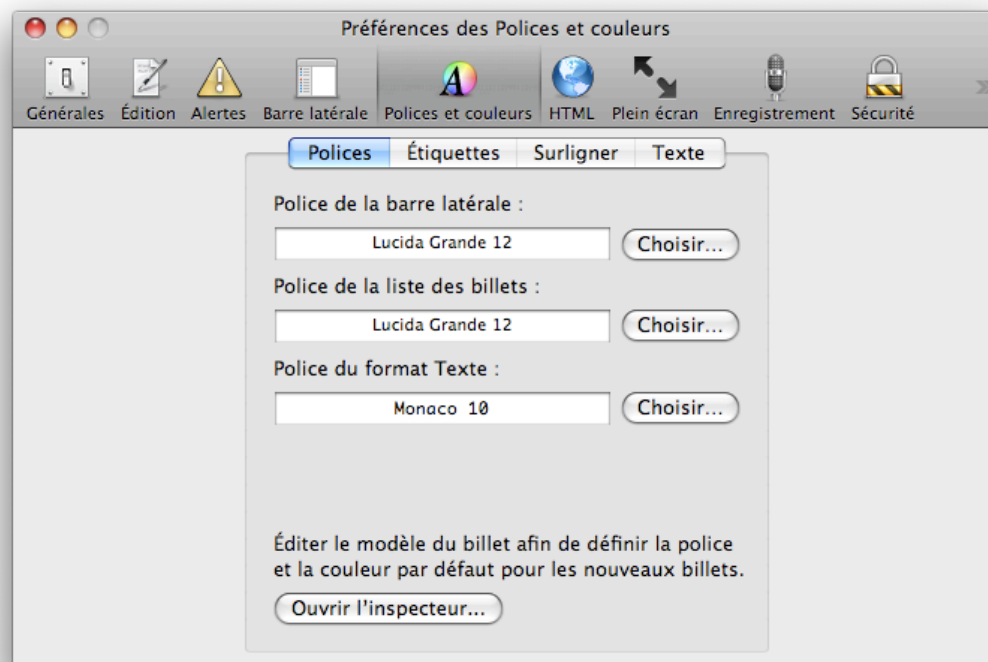 Préférences des Polices et couleurs
Générales Édition Alertes Barre latérale Polices et couleurs HTML Plein écran Enregistrement Sécurité
Polices Étiquettes Surligner Texte
Police de la barre latérale :
Lucida Grande 12 Choisir...
Police de la liste des billets :
Lucida Grande 12 Choisir...
Police du format Texte :
Monaco 10 Choisir...
Éditer le modèle du billet afin de définir la police
et la couleur par défaut pour les nouveaux billets.
Ouvrir l'inspecteur...